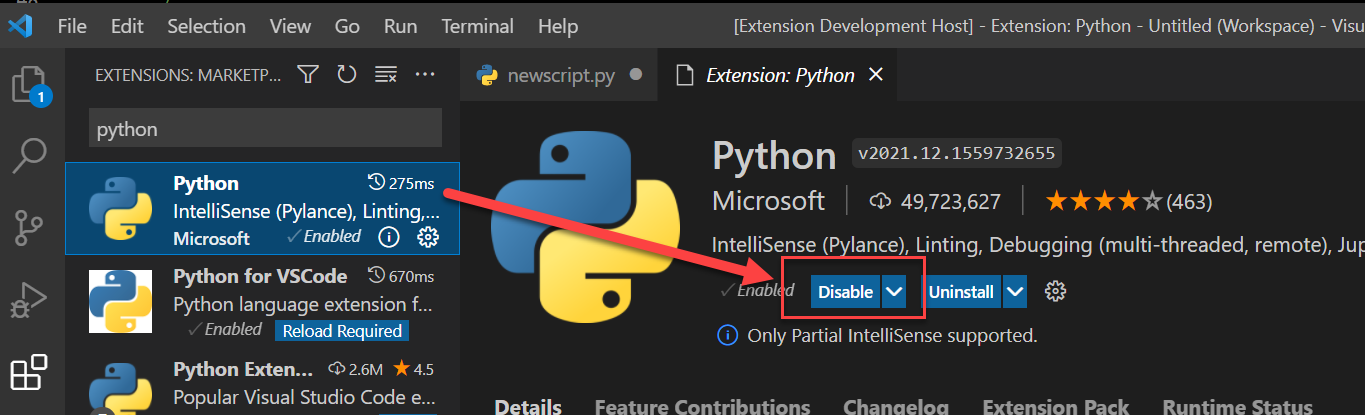 File Edit Selection View Go Run Terminal Help [Extension Development Host] - Extension: Python - Untitled (Workspace) - Visu
EXTENSIONS: MARKETP...
newscript.py
Extension: Python
1
python
Python 275ms
IntelliSense (Pylance), Linting,...
Microsoft Enabled
Python for VSCode 670ms
Python language extension f...
Enabled Reload Required
Python Exten... 2.6M 4.5
Popular Visual Studio Code e...
Python v2021.12.1559732655
Microsoft 49,723,627 (463)
IntelliSense (Pylance), Linting, Debugging (multi-threaded, remote), Jup
Enabled Disable Uninstall
Only Partial IntelliSense supported.
Details Feature Contributions Changelog Extension Pack Runtime Status